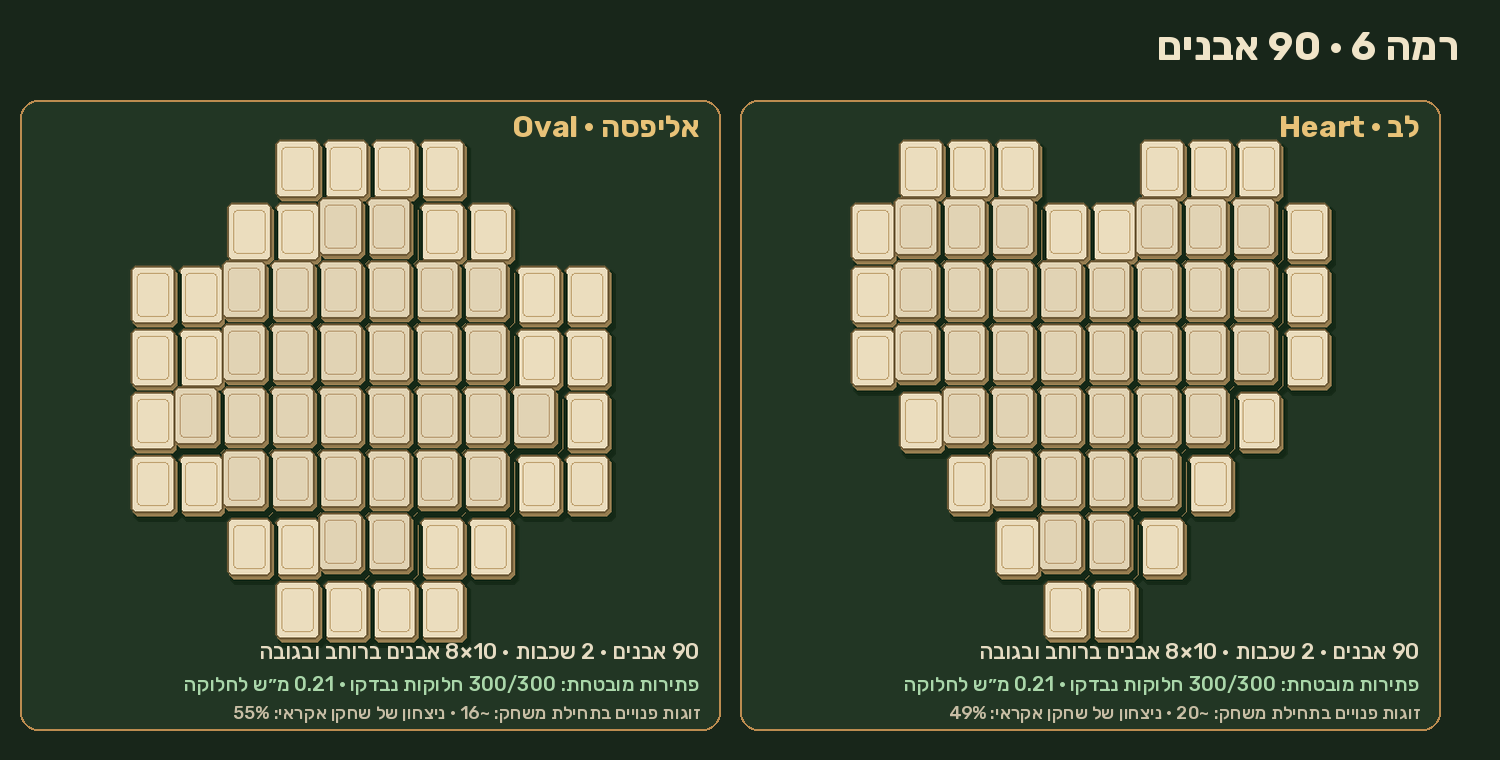 רמה 6 • 90 אבנים
לב • Heart
90 אבנים • 2 שכבות • 10×8 אבנים ברוחב ובגובה
פתירות מובטחת: 300/300 חלוקות נבדקו • 0.21 מ״ש לחלוקה
זוגות פנויים בתחילת משחק: ~20 • ניצחון של שחקן אקראי: 49%
אליפסה • Oval
90 אבנים • 2 שכבות • 10×8 אבנים ברוחב ובגובה
פתירות מובטחת: 300/300 חלוקות נבדקו • 0.21 מ״ש לחלוקה
זוגות פנויים בתחילת משחק: ~16 • ניצחון של שחקן אקראי: 55%